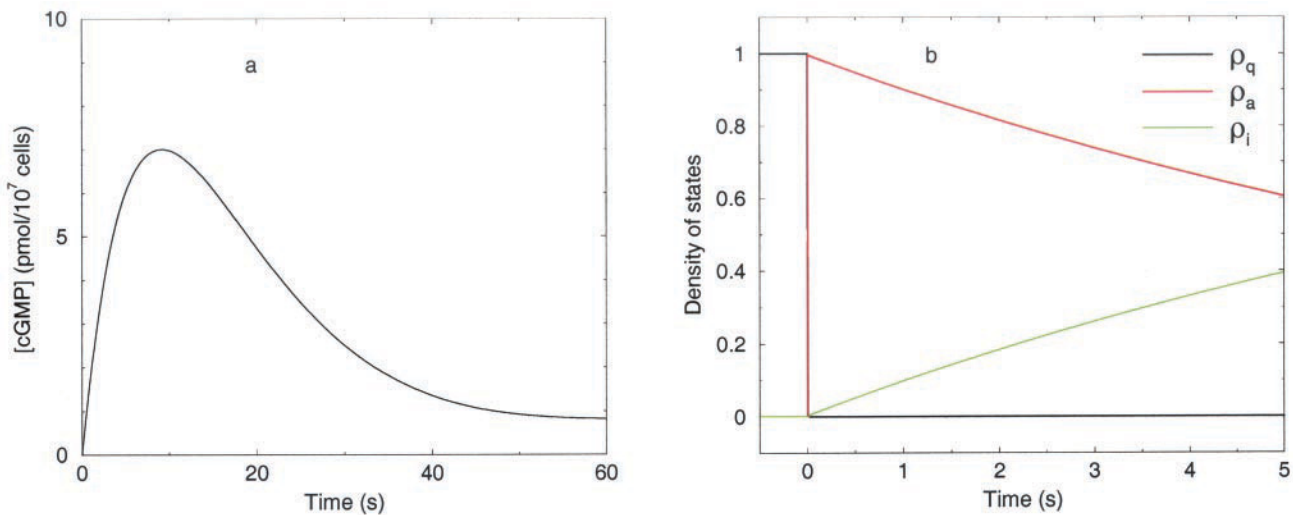 a
[cGMP] (pmol/10⁷ cells)
10
5
0
0 20 40 60
Time (s)
b
ρq
ρa
ρi
Density of states
1
0.8
0.6
0.4
0.2
0
0 1 2 3 4 5
Time (s)